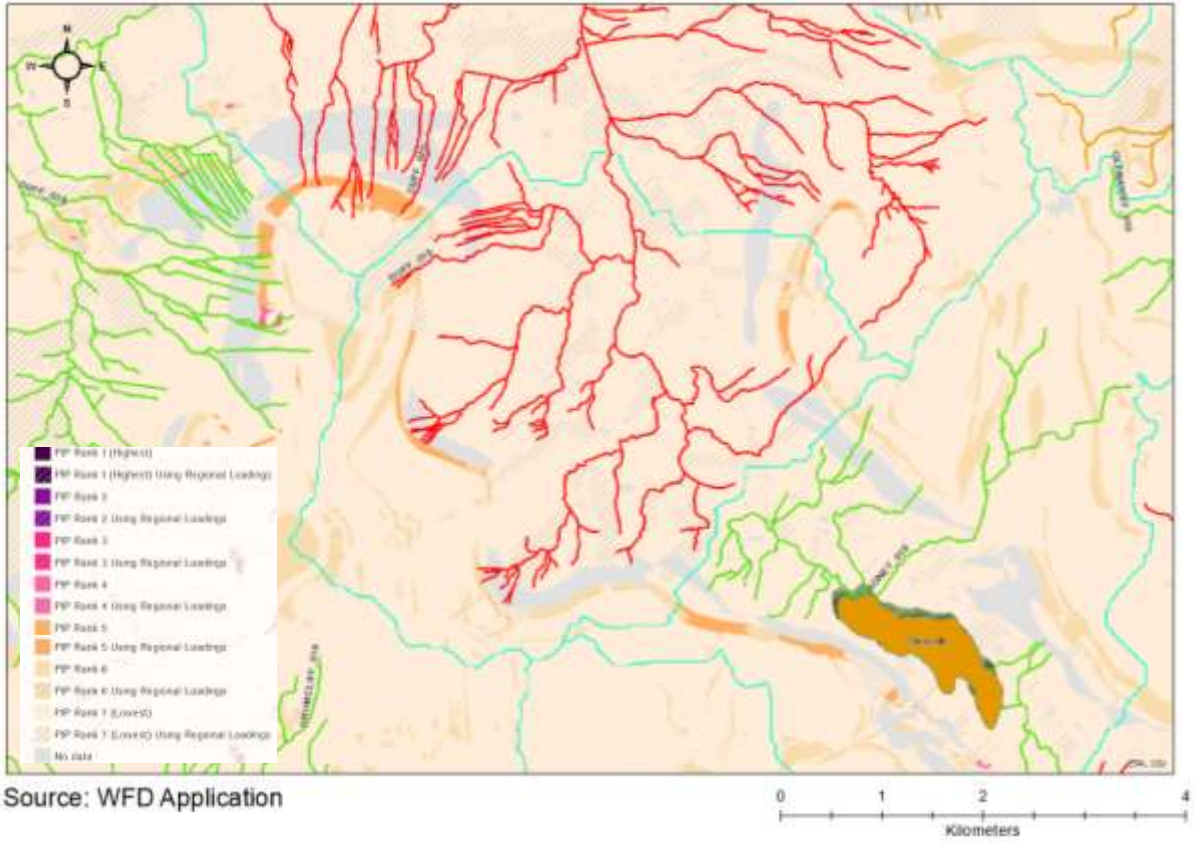 N
W E
S
DUFF_015
PIP Rank 1 (Highest)
PIP Rank 1 (Highest) Using Regional Loadings
PIP Rank 2
PIP Rank 2 Using Regional Loadings
PIP Rank 3
PIP Rank 3 Using Regional Loadings
PIP Rank 4
PIP Rank 4 Using Regional Loadings
PIP Rank 5
PIP Rank 5 Using Regional Loadings
PIP Rank 6
PIP Rank 6 Using Regional Loadings
PIP Rank 7 (Lowest)
PIP Rank 7 (Lowest) Using Regional Loadings
No data
Source: WFD Application
0 1 2 4
Kilometers